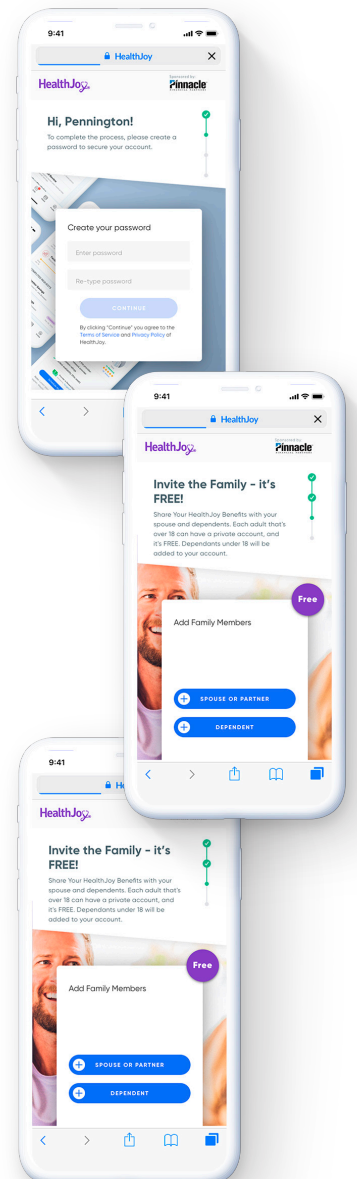 9:41
HealthJoy
HealthJoy
Sponsored by
Pinnacle
Hi, Pennington!
To complete the process, please create a
password to secure your account.
Create your password
Enter password
Re-type password
CONTINUE
By clicking "Continue" you agree to the
Terms of Service and Privacy Policy of
HealthJoy.
9:41
HealthJoy
HealthJoy
Sponsored by
Pinnacle
Invite the Family - it's
FREE!
Share Your HealthJoy Benefits with your
spouse and dependents. Each adult that's
over 18 can have a private account, and
it's FREE. Dependants under 18 will be
added to your account.
Free
Add Family Members
SPOUSE OR PARTNER
DEPENDENT
9:41
He
HealthJoy
Invite the Family - it's
FREE!
Share Your HealthJoy Benefits with your
spouse and dependents. Each adult that's
over 18 can have a private account, and
it's FREE. Dependants under 18 will be
added to your account.
Free
Add Family Members
SPOUSE OR PARTNER
DEPENDENT